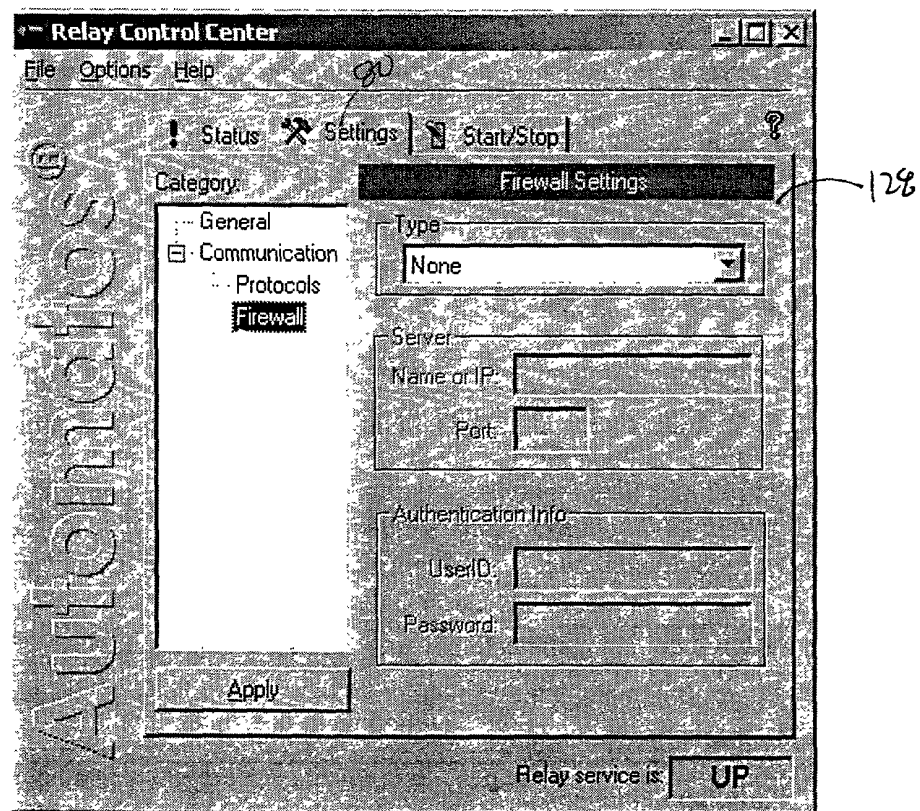 Relay Control Center
File Options Help
80
Status Settings Start/Stop ?
Category:
Firewall Settings
128
General
Communication
Protocols
Firewall
Type
None
Server
Name or IP:
Port:
Authentication Info
UserID:
Password:
Apply
Automatos®
Relay service is: UP